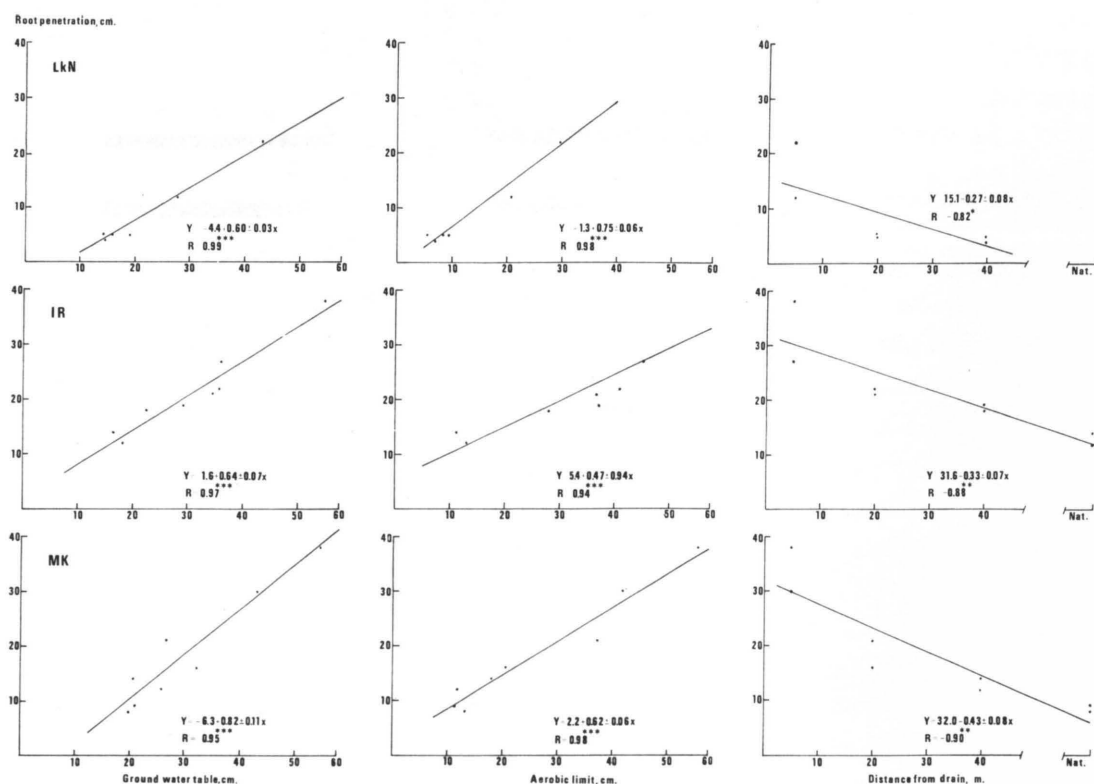 Root penetration, cm.
40
30
20
10
LkN
Y -4.4+0.60±0.03x
R 0.99***
10 20 30 40 50 60
40
30
20
10
Y -1.3+0.75±0.06x
R 0.98***
10 20 30 40 50 60
40
30
20
10
Y 15.1-0.27±0.08x
R -0.82*
10 20 30 40 Nat.
40
30
20
10
IR
Y= 1.6+0.64±0.07x
R 0.97***
10 20 30 40 50 60
40
30
20
10
Y 5.4+0.47±0.94x
R 0.94***
10 20 30 40 50 60
40
30
20
10
Y 31.6-0.33±0.07x
R -0.88**
10 20 30 40 Nat.
40
30
20
10
MK
Y= -6.3+0.82±0.11x
R= 0.95***
10 20 30 40 50 60
Ground water table, cm.
40
30
20
10
Y=2.2+0.62±0.06x
R=0.98***
10 20 30 40 50 60
Aerobic limit, cm.
40
30
20
10
Y=32.0-0.43±0.08x
R= -0.90**
10 20 30 40 Nat.
Distance from drain, m.